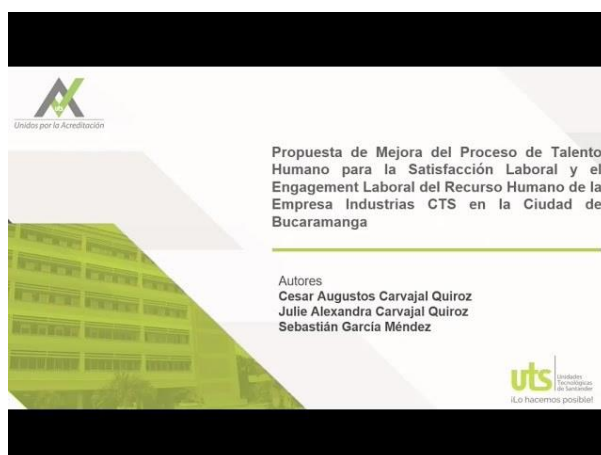 uts
Unidos por la Acreditación
Propuesta de Mejora del Proceso de Talento
Humano para la Satisfacción Laboral y el
Engagement Laboral del Recurso Humano de la
Empresa Industrias CTS en la Ciudad de
Bucaramanga
Autores
Cesar Augustos Carvajal Quiroz
Julie Alexandra Carvajal Quiroz
Sebastián García Méndez
uts
Unidades
Tecnológicas
de Santander
¡Lo hacemos posible!